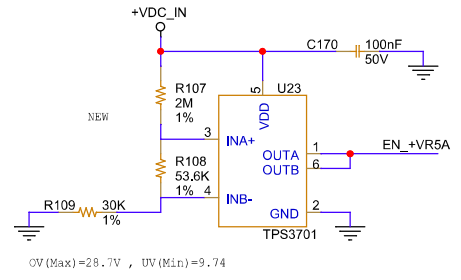 +VDC_IN
C170 100nF
50V
R107
2M
1%
U23
5
VDD
NEW
3 INA+
OUTA 1
EN_+VR5A
OUTB 6
R108
53.6K
1%
4 INB-
R109 30K
1%
GND 2
TPS3701
OV(Max)=28.7V , UV(Min)=9.74